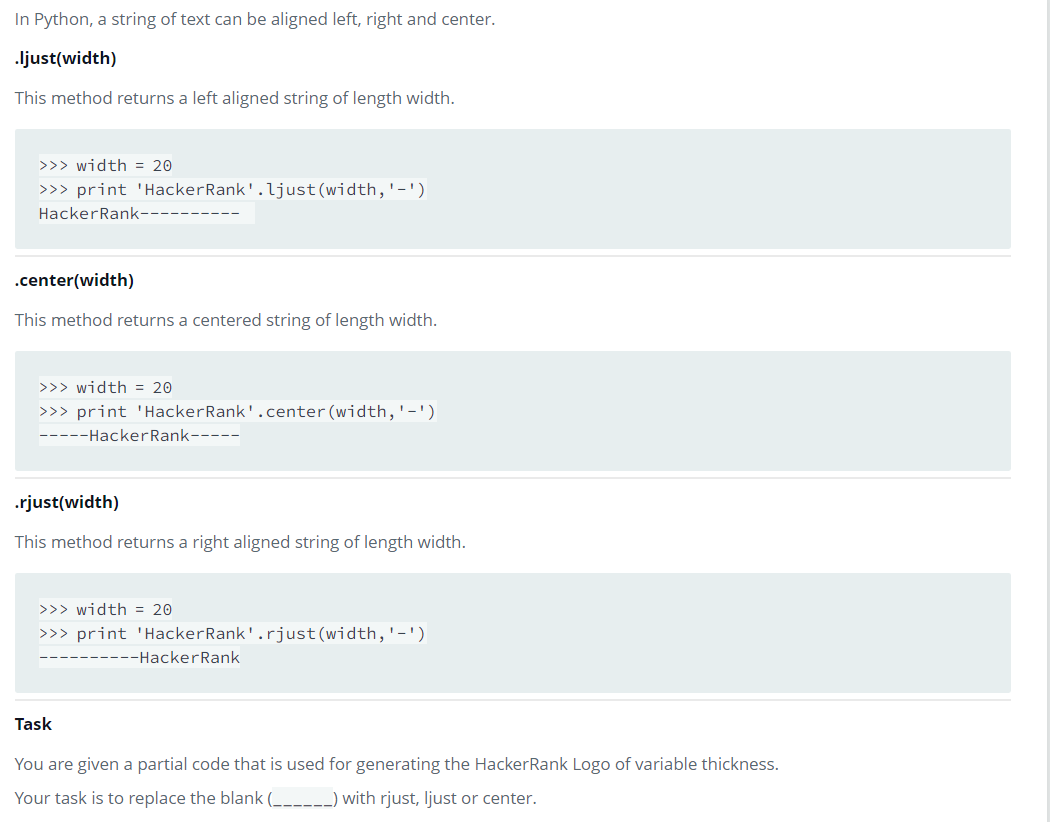 In Python, a string of text can be aligned left, right and center.
.ljust(width)
This method returns a left aligned string of length width.
>>> width = 20
>>> print 'HackerRank'.ljust(width,'-')
HackerRank----------
.center(width)
This method returns a centered string of length width.
>>> width = 20
>>> print 'HackerRank'.center(width,'-')
-----HackerRank-----
.rjust(width)
This method returns a right aligned string of length width.
>>> width = 20
>>> print 'HackerRank'.rjust(width,'-')
----------HackerRank
Task
You are given a partial code that is used for generating the HackerRank Logo of variable thickness.
Your task is to replace the blank (______) with rjust, ljust or center.